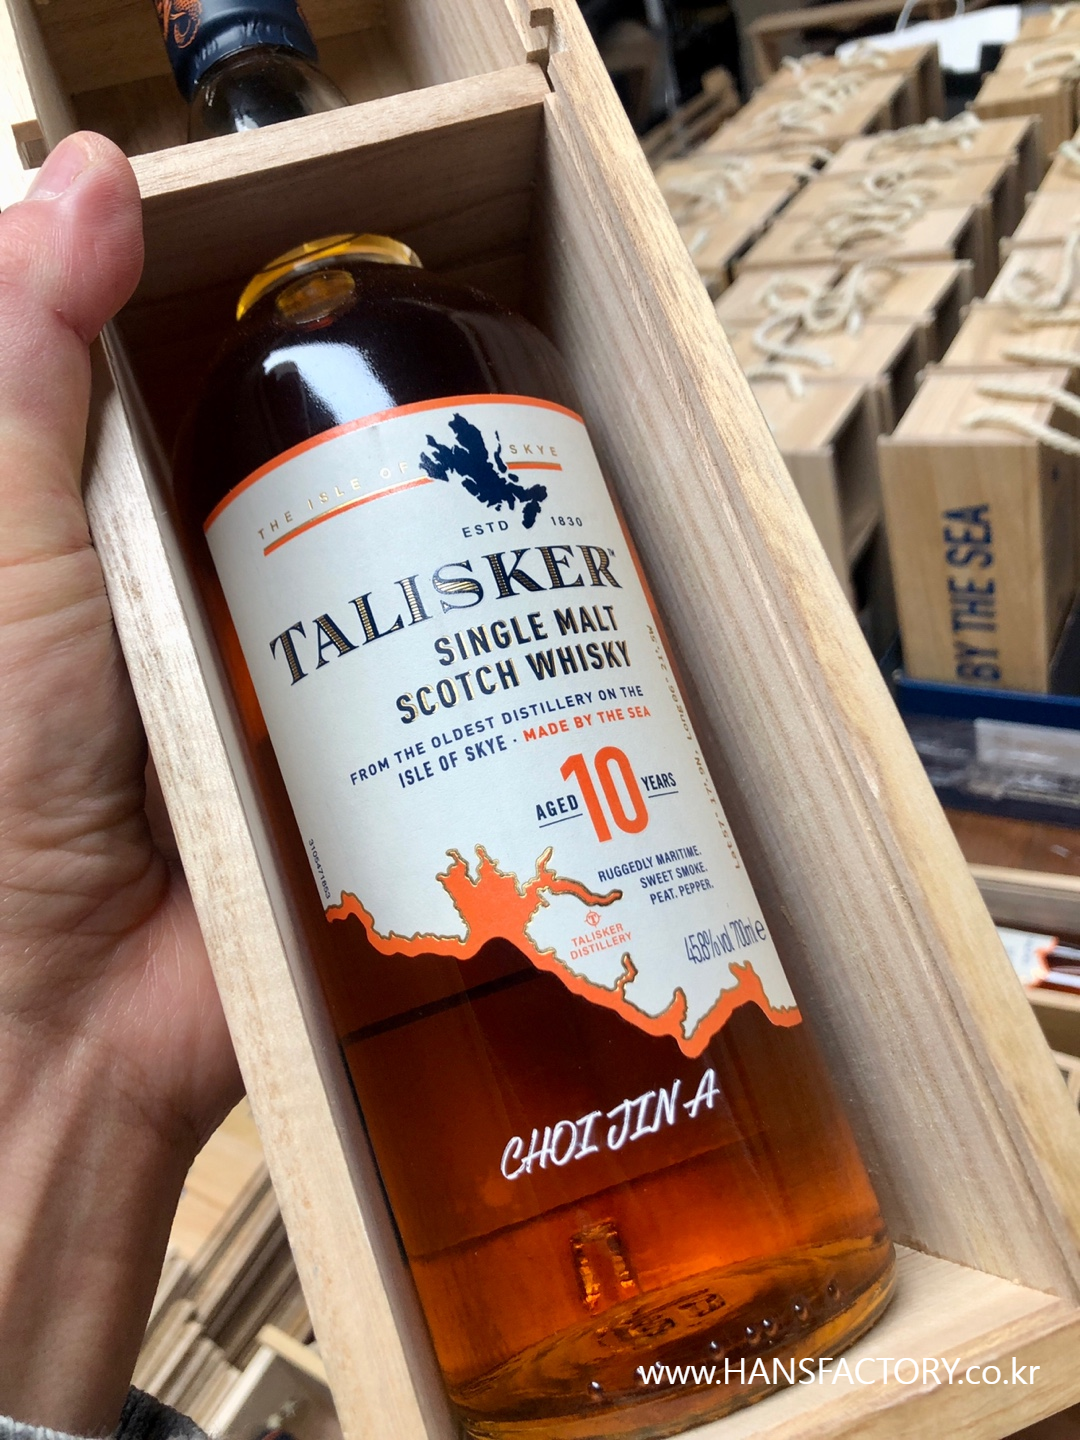 THE ISLE OF SKYE
ESTD 1830
TALISKER™
SINGLE MALT
SCOTCH WHISKY
FROM THE OLDEST DISTILLERY ON THE
ISLE OF SKYE · MADE BY THE SEA
AGED 10 YEARS
RUGGEDLY MARITIME.
SWEET SMOKE.
PEAT. PEPPER.
TALISKER
DISTILLERY
45.8%vol 700ml e
CHOI JIN A
BY THE SEA
www.HANSFACTORY.co.kr